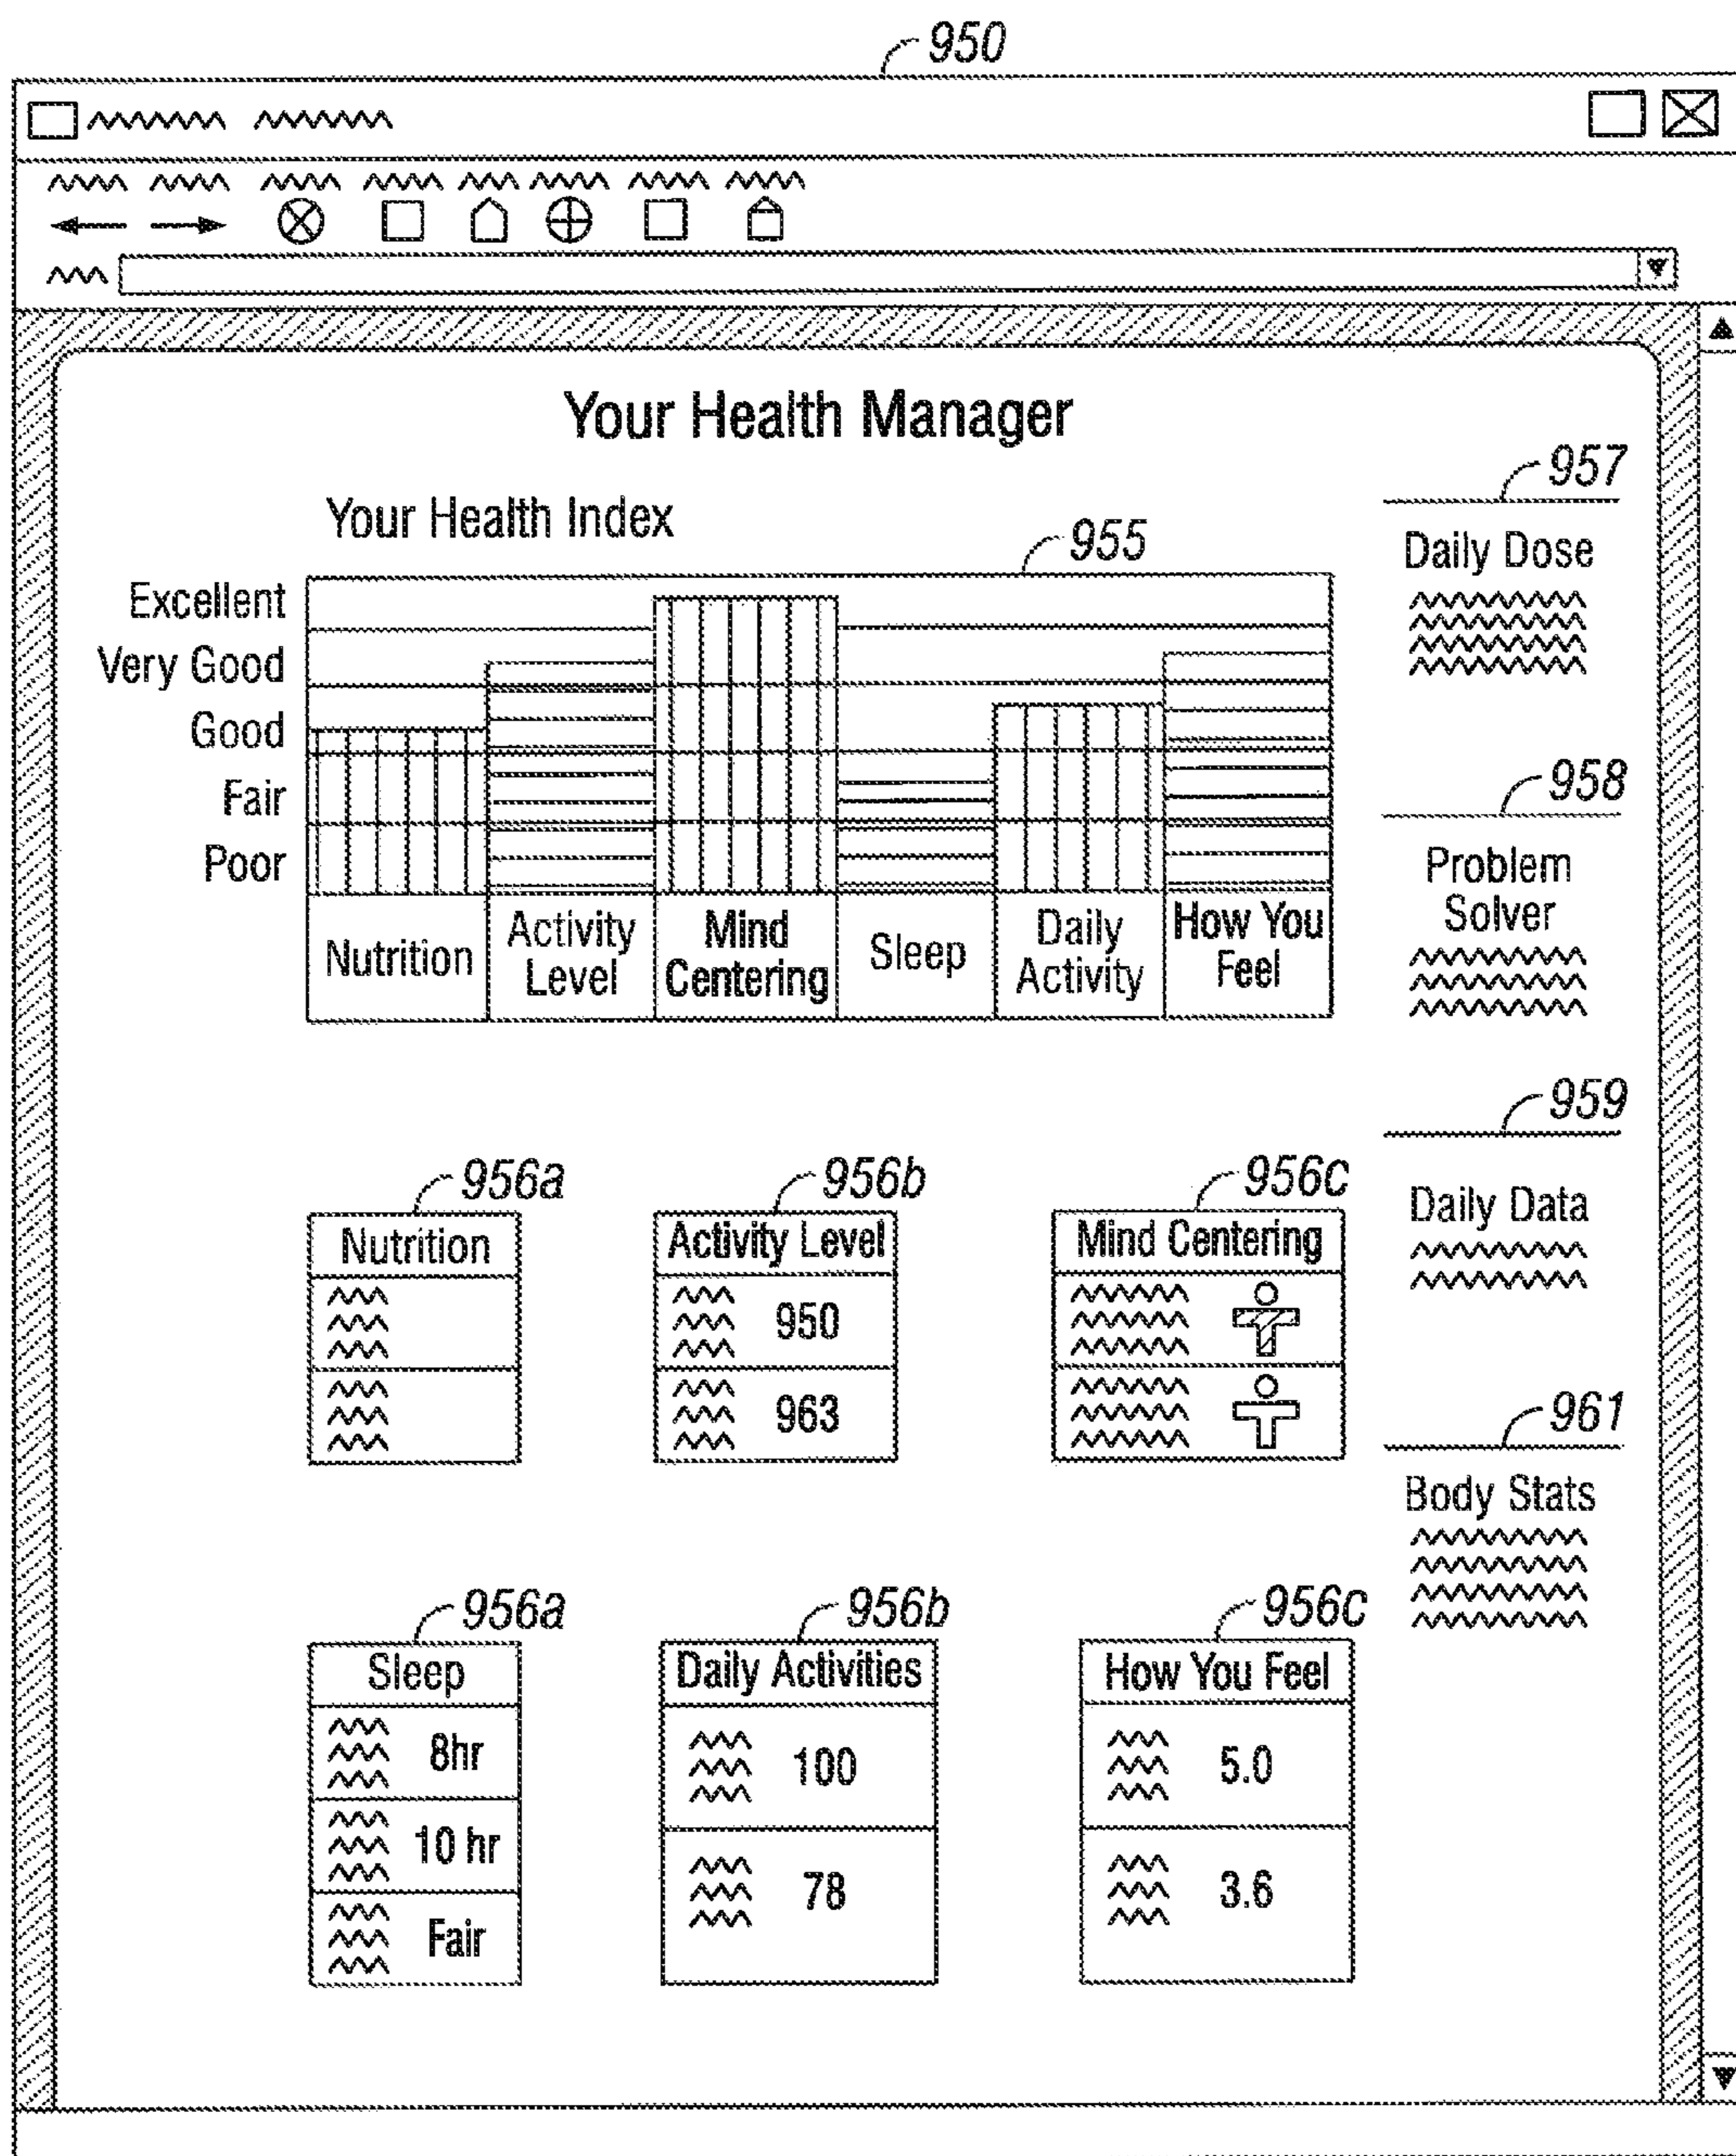 950
Your Health Manager
Your Health Index
955
Excellent
Very Good
Good
Fair
Poor
Nutrition
Activity
Level
Mind
Centering
Sleep
Daily
Activity
How You
Feel
957
Daily Dose
958
Problem
Solver
959
Daily Data
961
Body Stats
956a
Nutrition
956b
Activity Level
950
963
956c
Mind Centering
956a
Sleep
8hr
10 hr
Fair
956b
Daily Activities
100
78
956c
How You Feel
5.0
3.6